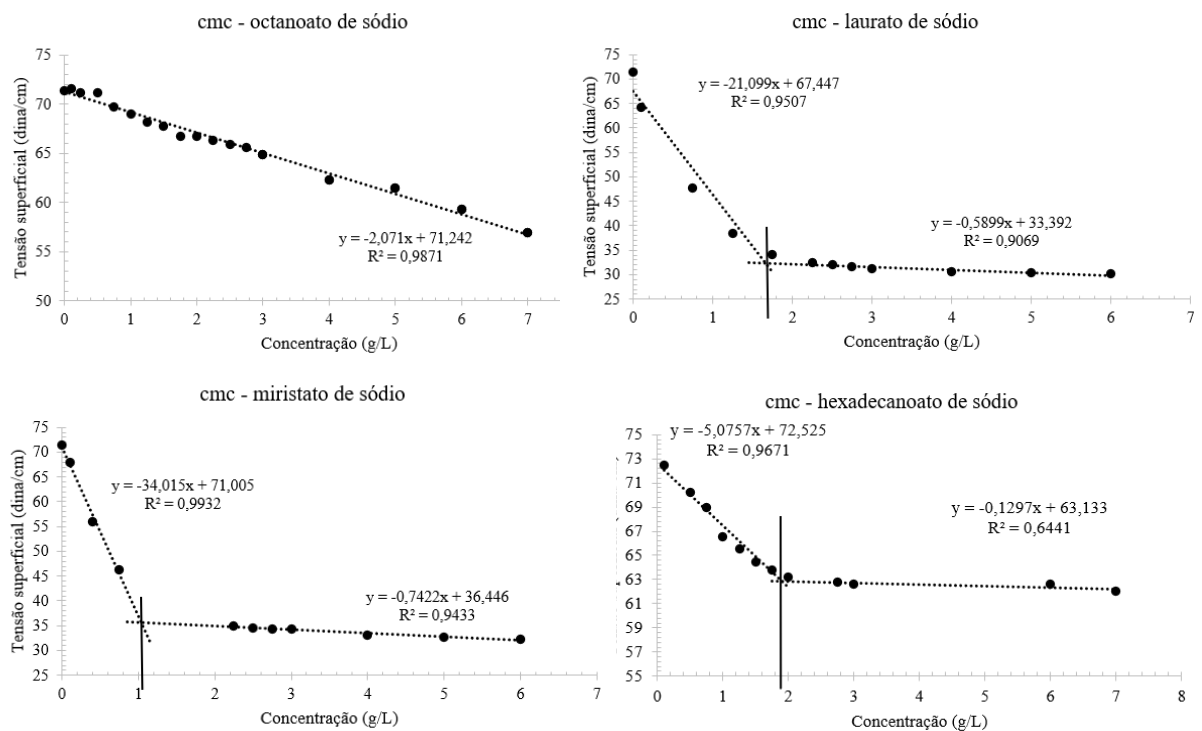 cmc - octanoato de sódio
Tensão superficial (dina/cm)
75
70
65
60
55
50
y = -2,071x + 71,242
R² = 0,9871
0 1 2 3 4 5 6 7
Concentração (g/L)
cmc - laurato de sódio
Tensão superficial (dina/cm)
75
70
65
60
55
50
45
40
35
30
25
y = -21,099x + 67,447
R² = 0,9507
y = -0,5899x + 33,392
R² = 0,9069
0 1 2 3 4 5 6 7
Concentração (g/L)
cmc - miristato de sódio
Tensão superficial (dina/cm)
75
70
65
60
55
50
45
40
35
30
25
y = -34,015x + 71,005
R² = 0,9932
y = -0,7422x + 36,446
R² = 0,9433
0 1 2 3 4 5 6 7
Concentração (g/L)
cmc - hexadecanoato de sódio
75
73
71
69
67
65
63
61
59
57
55
y = -5,0757x + 72,525
R² = 0,9671
y = -0,1297x + 63,133
R² = 0,6441
0 1 2 3 4 5 6 7 8
Concentração (g/L)